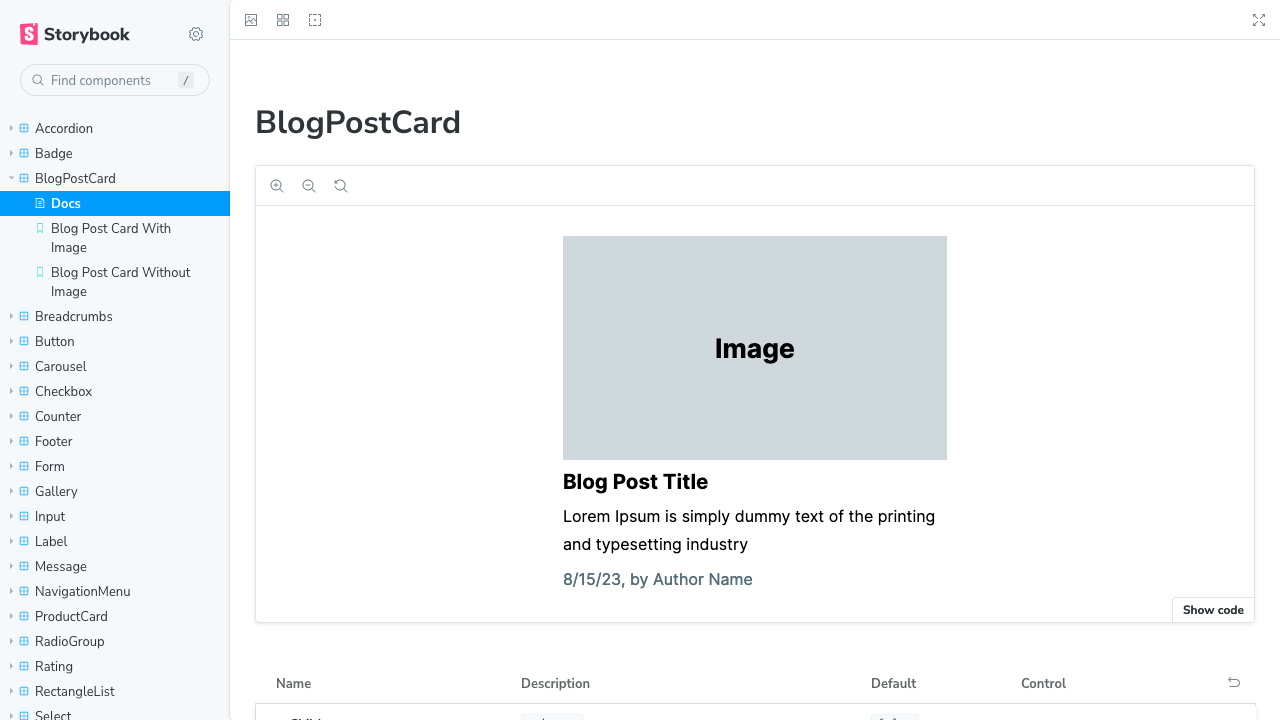 Storybook
Find components
/
Accordion
Badge
BlogPostCard
Docs
Blog Post Card With
Image
Blog Post Card Without
Image
Breadcrumbs
Button
Carousel
Checkbox
Counter
Footer
Form
Gallery
Input
Label
Message
NavigationMenu
ProductCard
RadioGroup
Rating
RectangleList
Select
BlogPostCard
Image
Blog Post Title
Lorem Ipsum is simply dummy text of the printing
and typesetting industry
8/15/23, by Author Name
Show code
Name Description Default Control